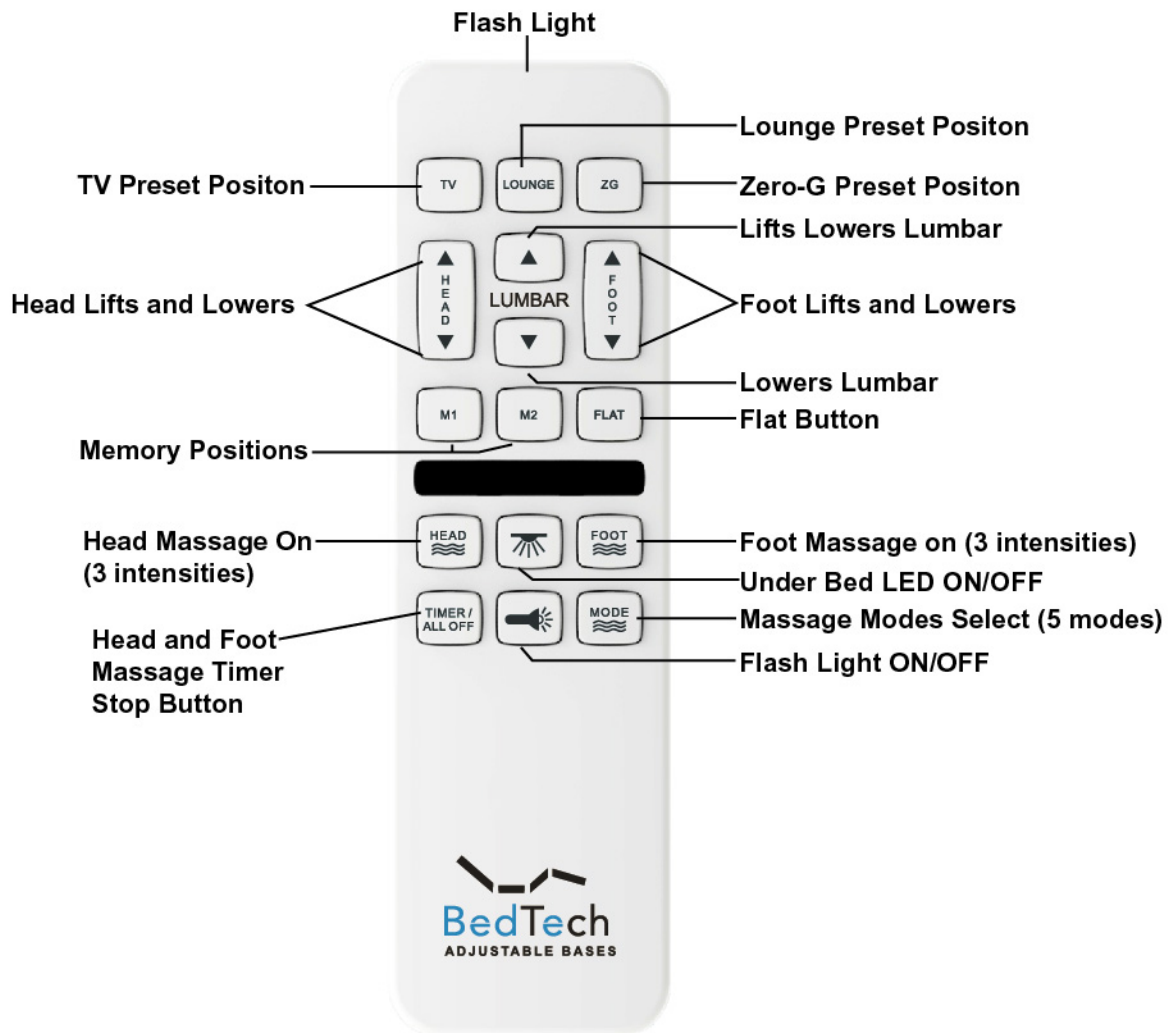 Flash Light
Lounge Preset Positon
TV Preset Positon
TV
LOUNGE
ZG
Zero-G Preset Positon
Lifts Lowers Lumbar
Head Lifts and Lowers
HEAD
LUMBAR
FOOT
Foot Lifts and Lowers
Lowers Lumbar
M1
M2
FLAT
Flat Button
Memory Positions
Head Massage On
(3 intensities)
HEAD
FOOT
Foot Massage on (3 intensities)
Under Bed LED ON/OFF
TIMER /
ALL OFF
MODE
Massage Modes Select (5 modes)
Head and Foot
Massage Timer
Stop Button
Flash Light ON/OFF
BedTech
ADJUSTABLE BASES